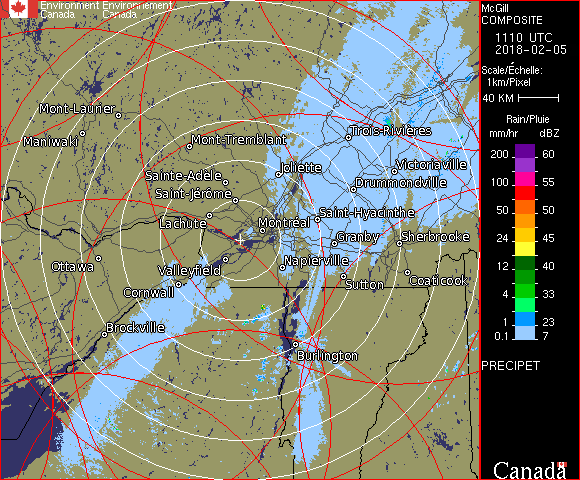 Environment Environnement
Canada Canada
McGill
COMPOSITE
1110 UTC
2018-02-05
Scale/Échelle:
1km/Pixel
40 KM
Rain/Pluie
mm/hr dBZ
200 60
100 55
50 50
24 45
12 40
4 33
1 23
0.1 7
PRECIPET
Mont-Laurier
Maniwaki
Mont-Tremblant
Trois-Rivières
Joliette
Victoriaville
Sainte-Adèle
Drummondville
Saint-Jérôme
Saint-Hyacinthe
Lachute
Montréal
Granby
Sherbrooke
Ottawa
Valleyfield
Napierville
Cornwall
Sutton
Coaticook
Brockville
Burlington
Canada